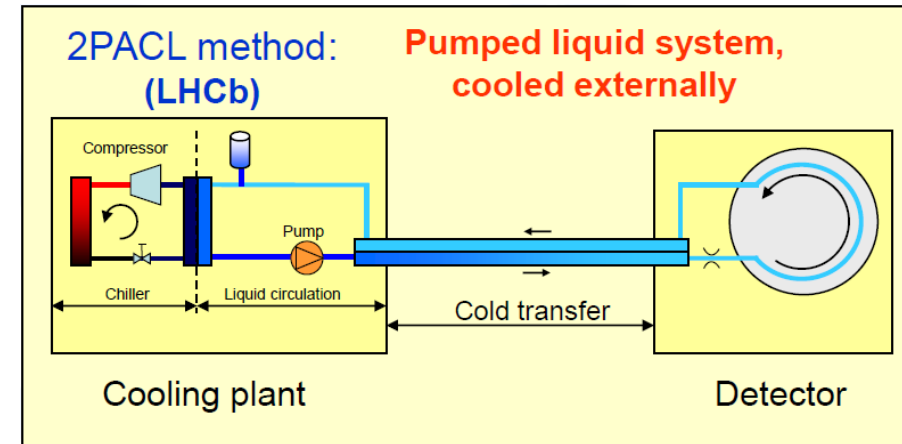 2PACL method:
(LHCb)
Pumped liquid system,
cooled externally
Compressor
Pump
Chiller
Liquid circulation
Cold transfer
Cooling plant
Detector